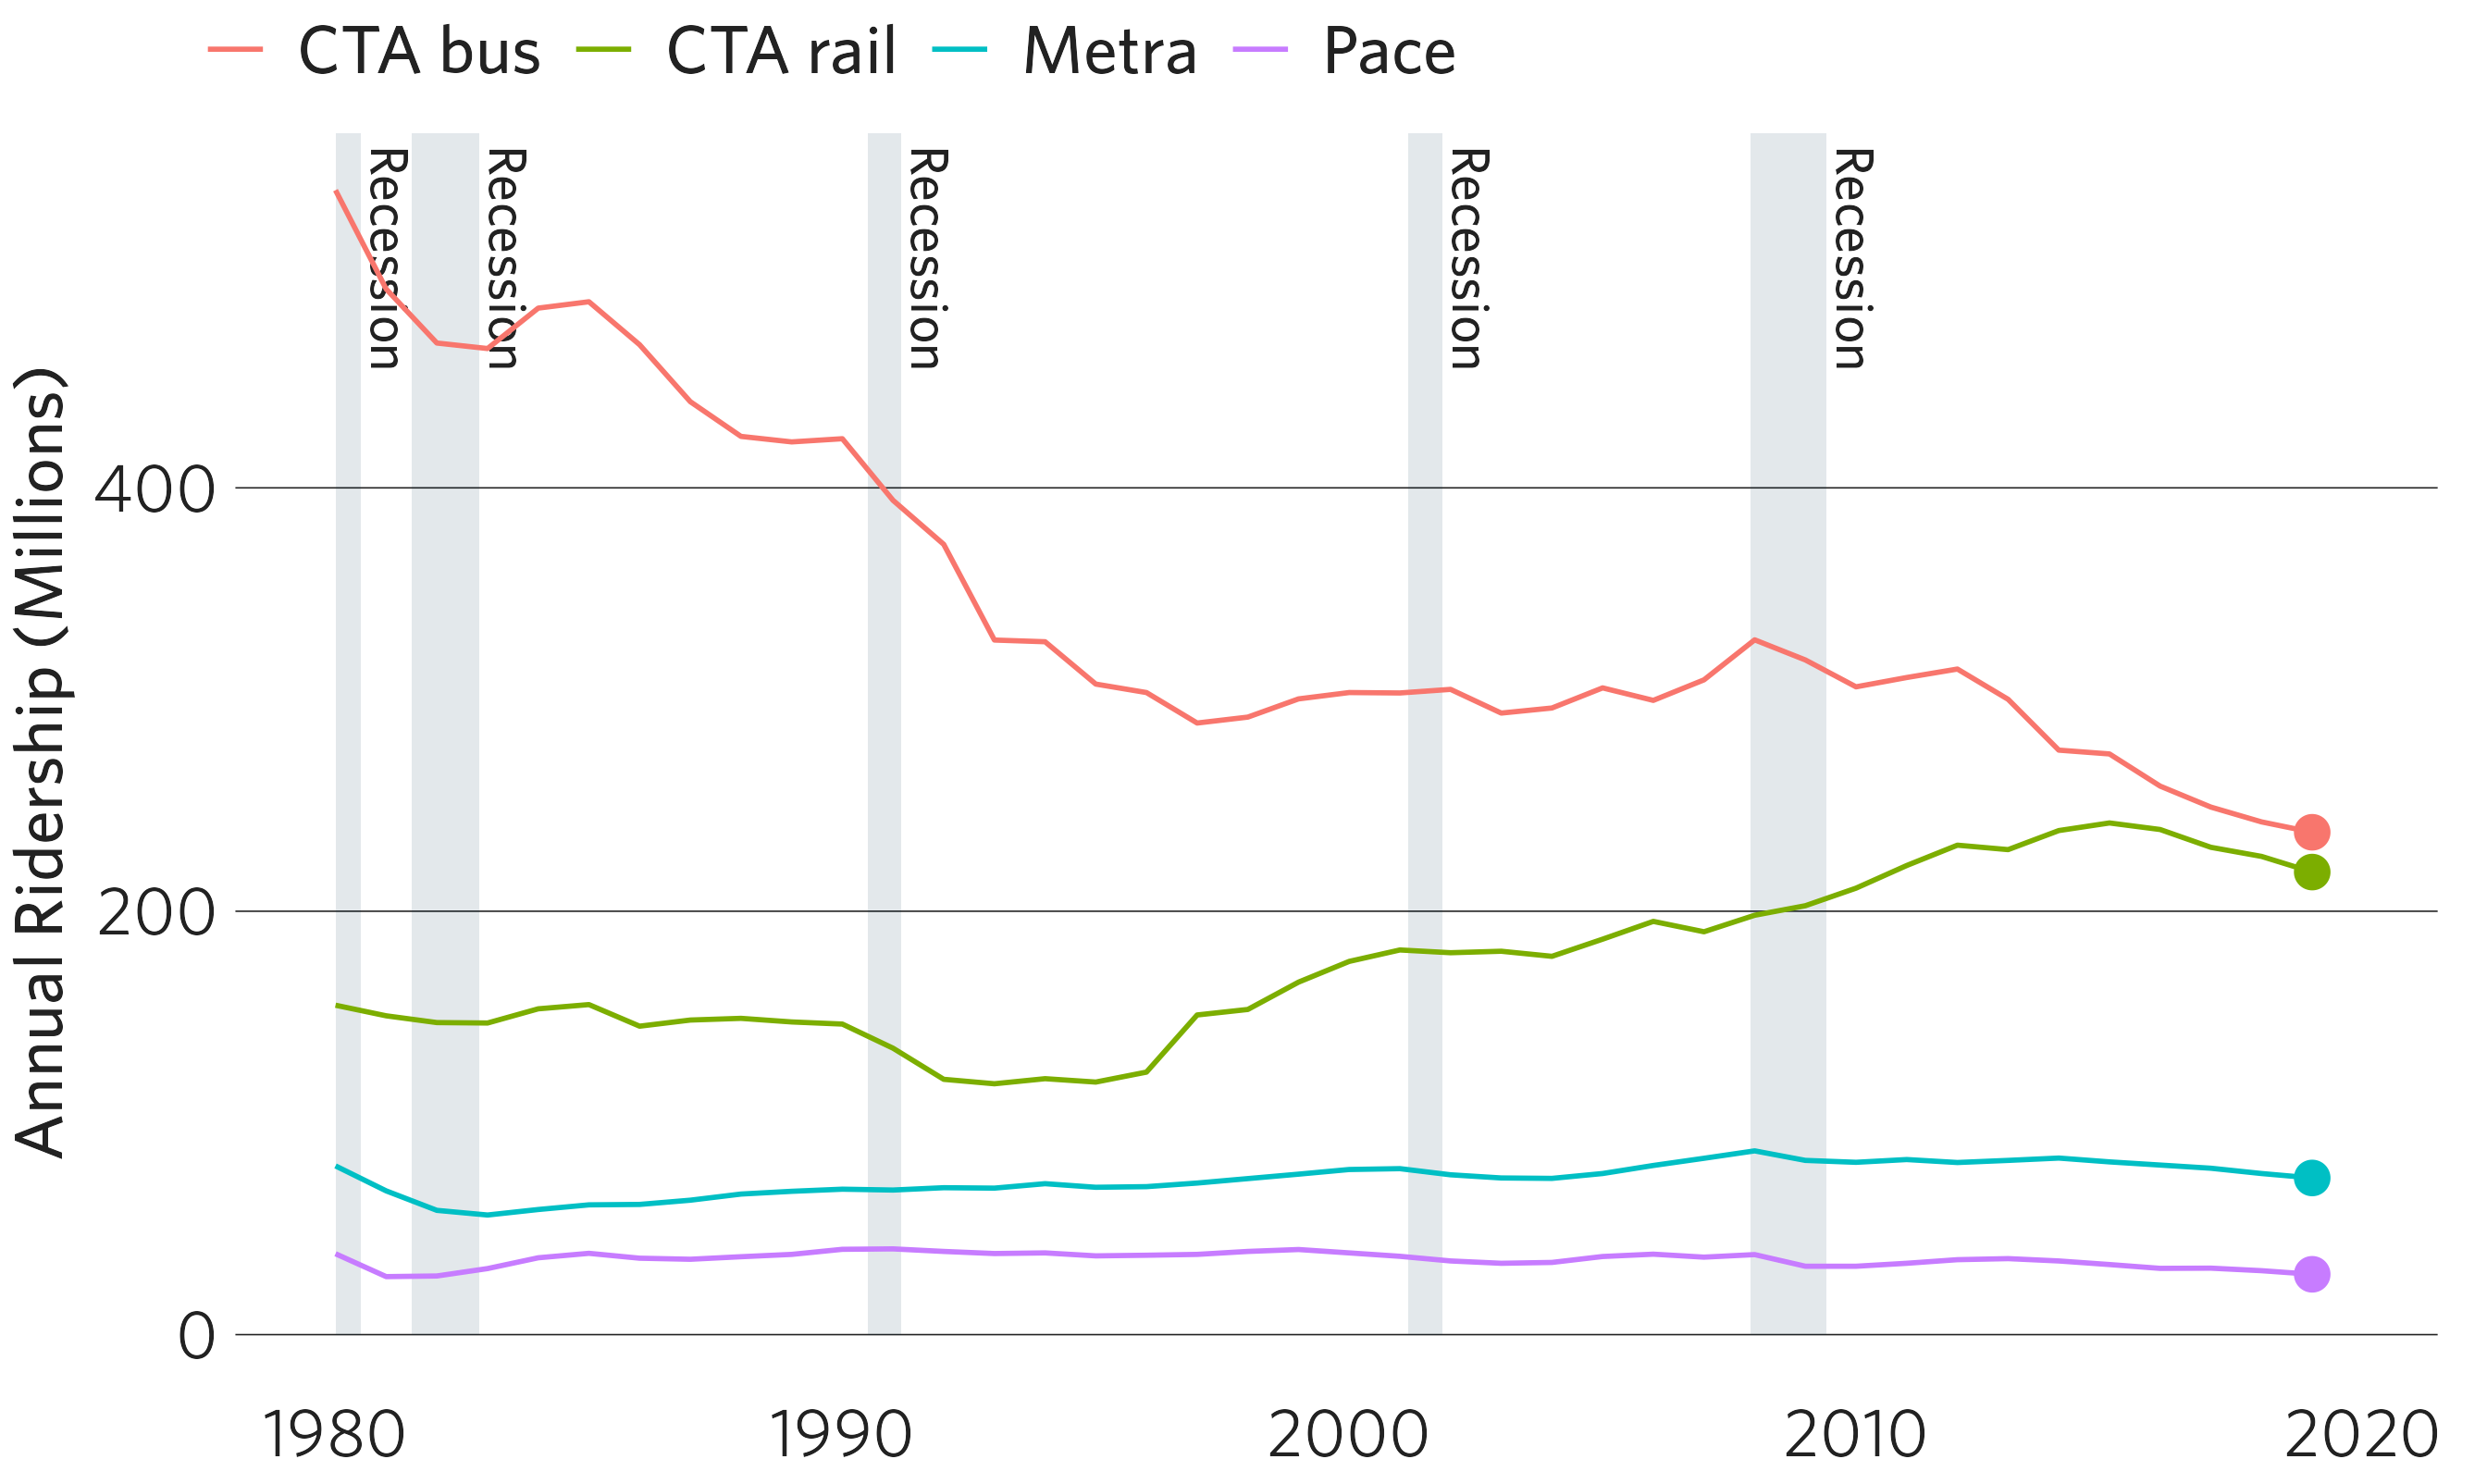 CTA bus CTA rail Metra Pace
Recession Recession Recession Recession Recession
Annual Ridership (Millions)
400
200
0
1980 1990 2000 2010 2020